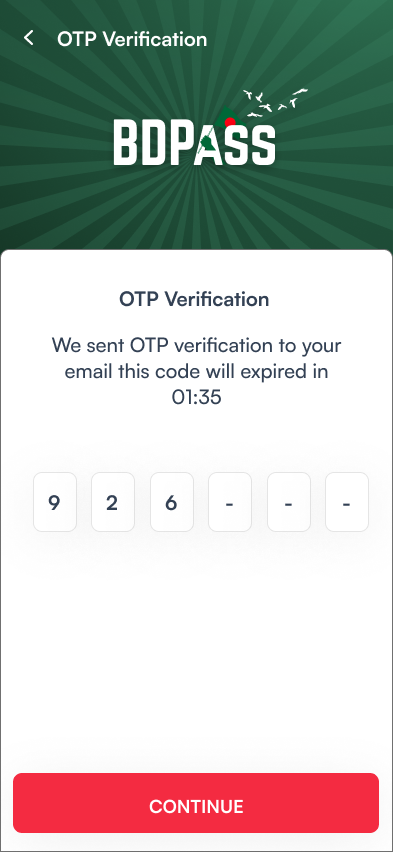 OTP Verification
BDPASS
OTP Verification
We sent OTP verification to your
email this code will expired in
01:35
9 2 6 - - -
CONTINUE